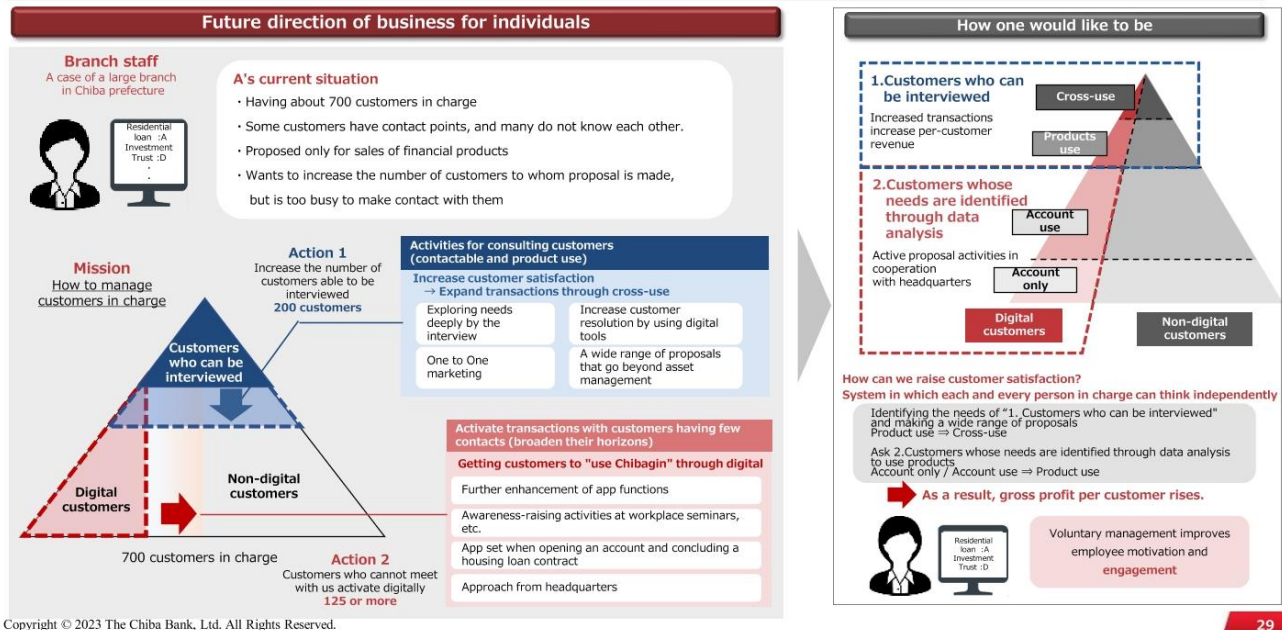 Future direction of business for individuals
Branch staff
A case of a large branch
in Chiba prefecture
Residential
loan :A
Investment
Trust :D
.
.
A's current situation
・Having about 700 customers in charge
・Some customers have contact points, and many do not know each other.
・Proposed only for sales of financial products
・Wants to increase the number of customers to whom proposal is made,
but is too busy to make contact with them
Mission
How to manage
customers in charge
Action 1
Increase the number of
customers able to be
interviewed
200 customers
Customers
who can be
interviewed
Digital
customers
Non-digital
customers
700 customers in charge
Action 2
Customers who cannot meet
with us activate digitally
125 or more
Activities for consulting customers
(contactable and product use)
Increase customer satisfaction
→ Expand transactions through cross-use
Exploring needs
deeply by the
interview
Increase customer
resolution by using digital
tools
One to One
marketing
A wide range of proposals
that go beyond asset
management
Activate transactions with customers having few
contacts (broaden their horizons)
Getting customers to "use Chibagin" through digital
Further enhancement of app functions
Awareness-raising activities at workplace seminars,
etc.
App set when opening an account and concluding a
housing loan contract
Approach from headquarters
How one would like to be
1.Customers who can
be interviewed
Increased transactions
increase per-customer
revenue
Cross-use
Products
use
2.Customers whose
needs are identified
through data
analysis
Active proposal activities in
cooperation
with headquarters
Account
use
Account
only
Digital
customers
Non-digital
customers
How can we raise customer satisfaction?
System in which each and every person in charge can think independently
Identifying the needs of "1. Customers who can be interviewed"
and making a wide range of proposals
Product use ⇒ Cross-use
Ask 2.Customers whose needs are identified through data analysis
to use products
Account only / Account use ⇒ Product use
As a result, gross profit per customer rises.
Residential
loan :A
Investment
Trust :D
Voluntary management improves
employee motivation and
engagement
Copyright © 2023 The Chiba Bank, Ltd. All Rights Reserved.
29